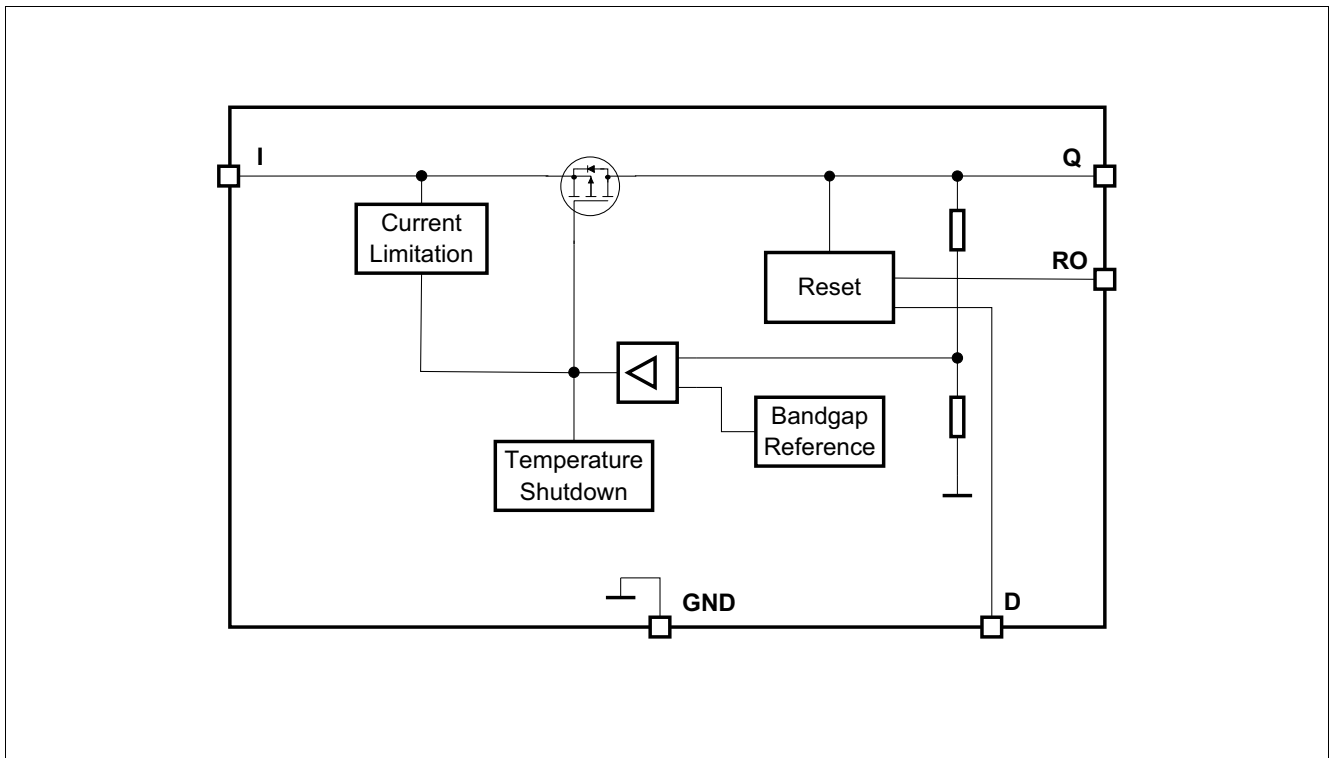 I
Q
Current
Limitation
RO
Reset
Bandgap
Reference
Temperature
Shutdown
GND
D